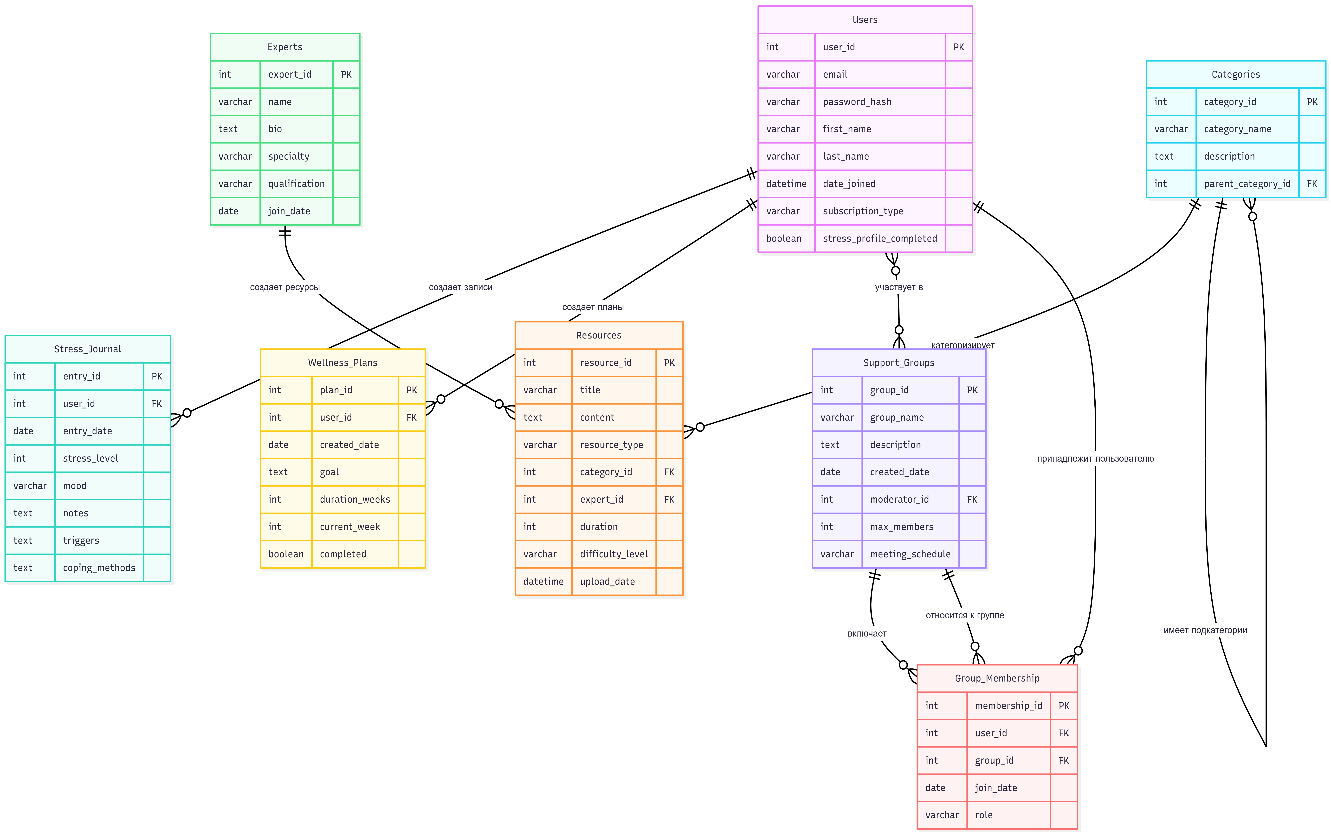 Users
int user_id PK
varchar email
varchar password_hash
varchar first_name
varchar last_name
datetime date_joined
varchar subscription_type
boolean stress_profile_completed
Experts
int expert_id PK
varchar name
text bio
varchar specialty
varchar qualification
date join_date
Categories
int category_id PK
varchar category_name
text description
int parent_category_id FK
создает ресурсы
создает записи
создает планы
участвует в
категоризирует
Stress_Journal
int entry_id PK
int user_id FK
date entry_date
int stress_level
varchar mood
text notes
text triggers
text coping_methods
Wellness_Plans
int plan_id PK
int user_id FK
date created_date
text goal
int duration_weeks
int current_week
boolean completed
Resources
int resource_id PK
varchar title
text content
varchar resource_type
int category_id FK
int expert_id FK
int duration
varchar difficulty_level
datetime upload_date
Support_Groups
int group_id PK
varchar group_name
text description
date created_date
int moderator_id FK
int max_members
varchar meeting_schedule
принадлежит пользователю
относится к группе
включает
имеет подкатегории
Group_Membership
int membership_id PK
int user_id FK
int group_id FK
date join_date
varchar role